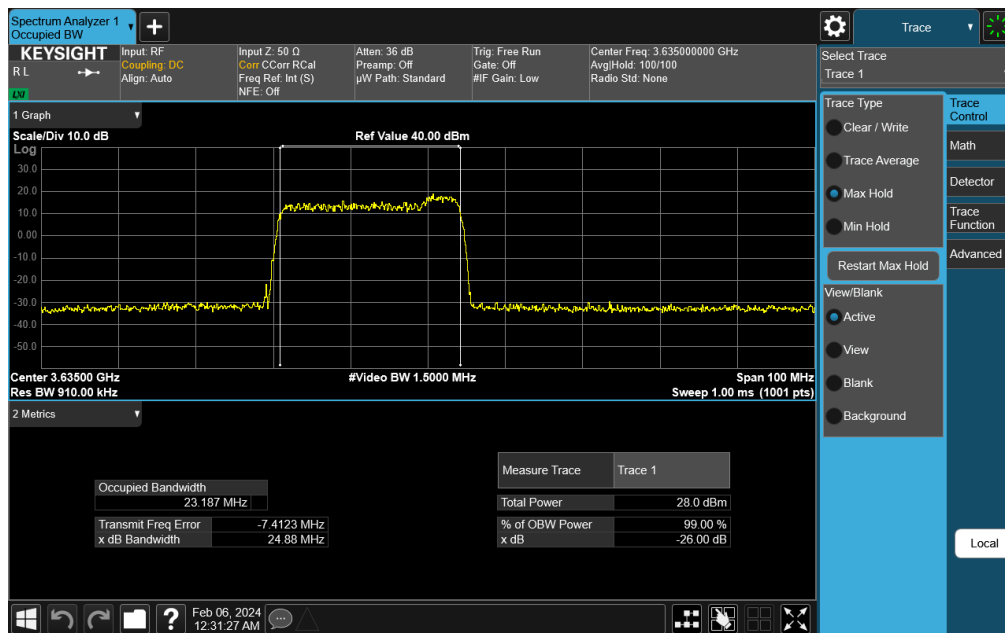 Spectrum Analyzer 1
Occupied BW
KEYSIGHT
R L
LXI
Input: RF
Coupling: DC
Align: Auto
Input Z: 50 Ω
Corr CCorr RCal
Freq Ref: Int (S)
NFE: Off
Atten: 36 dB
Preamp: Off
µW Path: Standard
Trig: Free Run
Gate: Off
#IF Gain: Low
Center Freq: 3.635000000 GHz
Avg|Hold: 100/100
Radio Std: None
1 Graph
Scale/Div 10.0 dB
Ref Value 40.00 dBm
Log
30.0
20.0
10.0
0.00
-10.0
-20.0
-30.0
-40.0
-50.0
Center 3.63500 GHz
#Video BW 1.5000 MHz
Span 100 MHz
Res BW 910.00 kHz
Sweep 1.00 ms (1001 pts)
2 Metrics
Occupied Bandwidth
23.187 MHz
Transmit Freq Error -7.4123 MHz
x dB Bandwidth 24.88 MHz
Measure Trace Trace 1
Total Power 28.0 dBm
% of OBW Power 99.00 %
x dB -26.00 dB
?
Feb 06, 2024
12:31:27 AM
Trace
Select Trace
Trace 1
Trace Type
Clear / Write
Trace Average
Max Hold
Min Hold
Restart Max Hold
View/Blank
Active
View
Blank
Background
Trace
Control
Math
Detector
Trace
Function
Advanced
Local